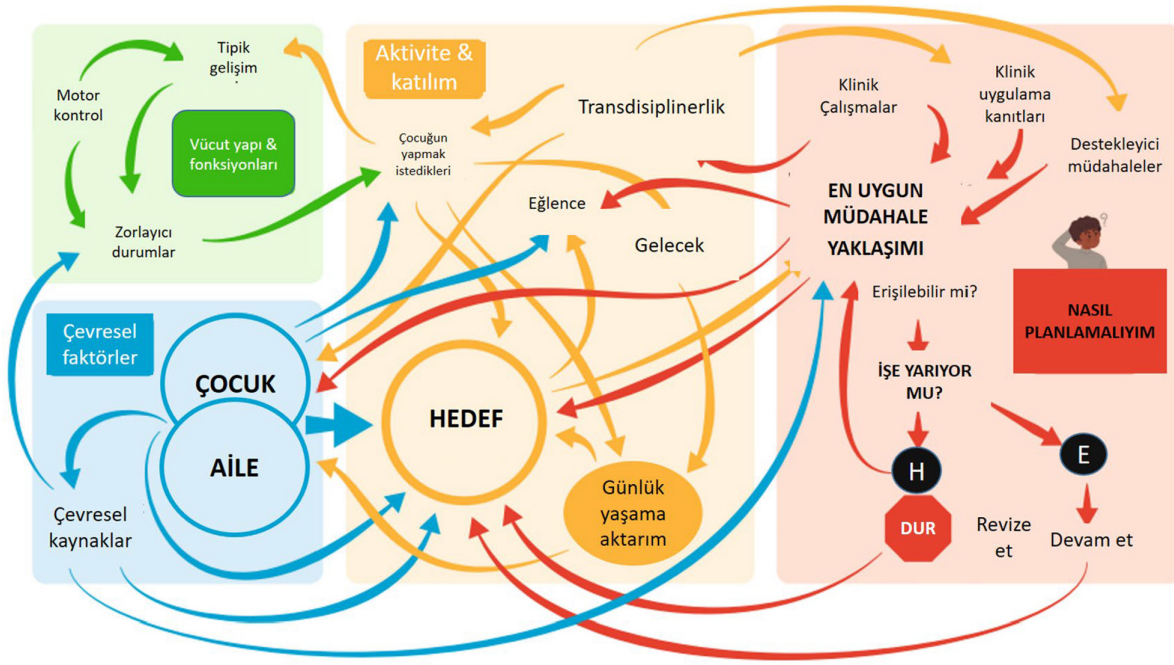 Tipik
gelişim
Motor
kontrol
Vücut yapı &
fonksiyonları
Zorlayıcı
durumlar
Çevresel
faktörler
ÇOCUK
AİLE
Çevresel
kaynaklar
Aktivite &
katılım
Transdisiplinerlik
Çocuğun
yapmak
istedikleri
Eğlence
Gelecek
HEDEF
Günlük
yaşama
aktarım
Klinik
Çalışmalar
Klinik
uygulama
kanıtları
Destekleyici
müdahaleler
EN UYGUN
MÜDAHALE
YAKLAŞIMI
?
NASIL
PLANLAMALIYIM
Erişilebilir mi?
İŞE YARIYOR
MU?
H
E
DUR
Revize
et
Devam et